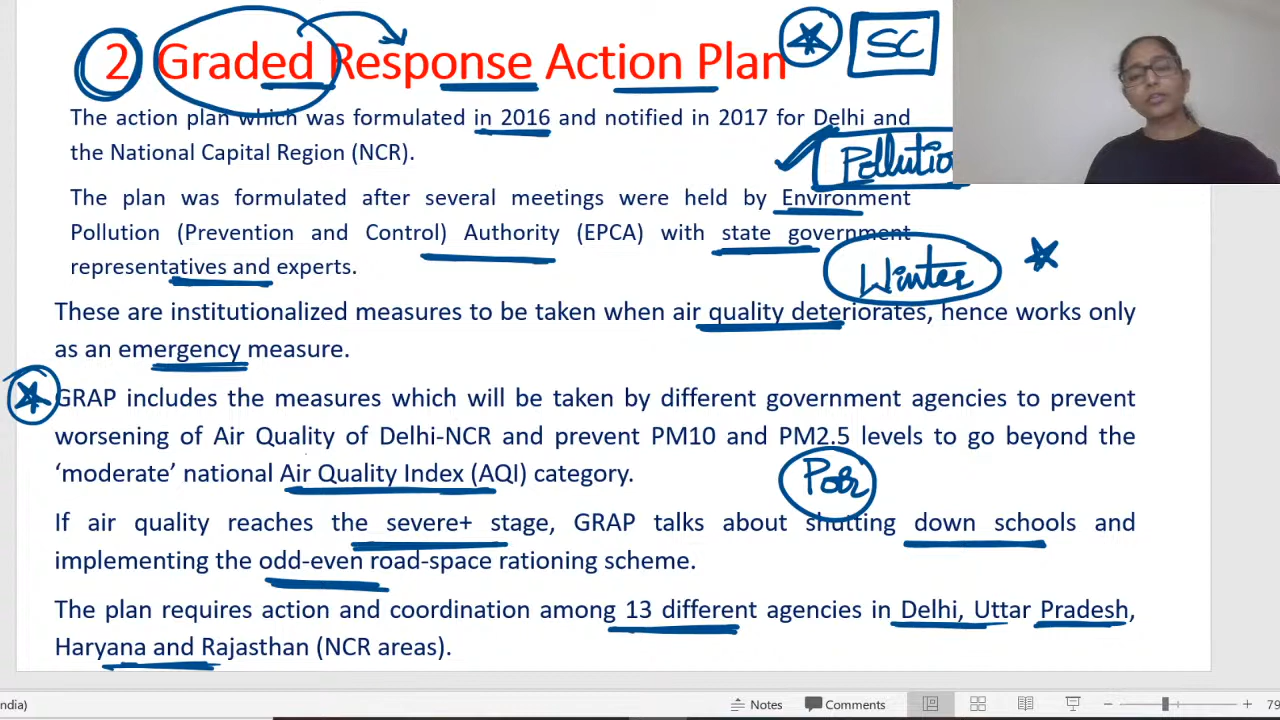 2 Graded Response Action Plan
SC
The action plan which was formulated in 2016 and notified in 2017 for Delhi and
the National Capital Region (NCR).
Pollutio
The plan was formulated after several meetings were held by Environment
Pollution (Prevention and Control) Authority (EPCA) with state government
representatives and experts.
Winter
These are institutionalized measures to be taken when air quality deteriorates, hence works only
as an emergency measure.
GRAP includes the measures which will be taken by different government agencies to prevent
worsening of Air Quality of Delhi-NCR and prevent PM10 and PM2.5 levels to go beyond the
‘moderate’ national Air Quality Index (AQI) category.
Poor
If air quality reaches the severe+ stage, GRAP talks about shutting down schools and
implementing the odd-even road-space rationing scheme.
The plan requires action and coordination among 13 different agencies in Delhi, Uttar Pradesh,
Haryana and Rajasthan (NCR areas).
ndia)
Notes
Comments
79